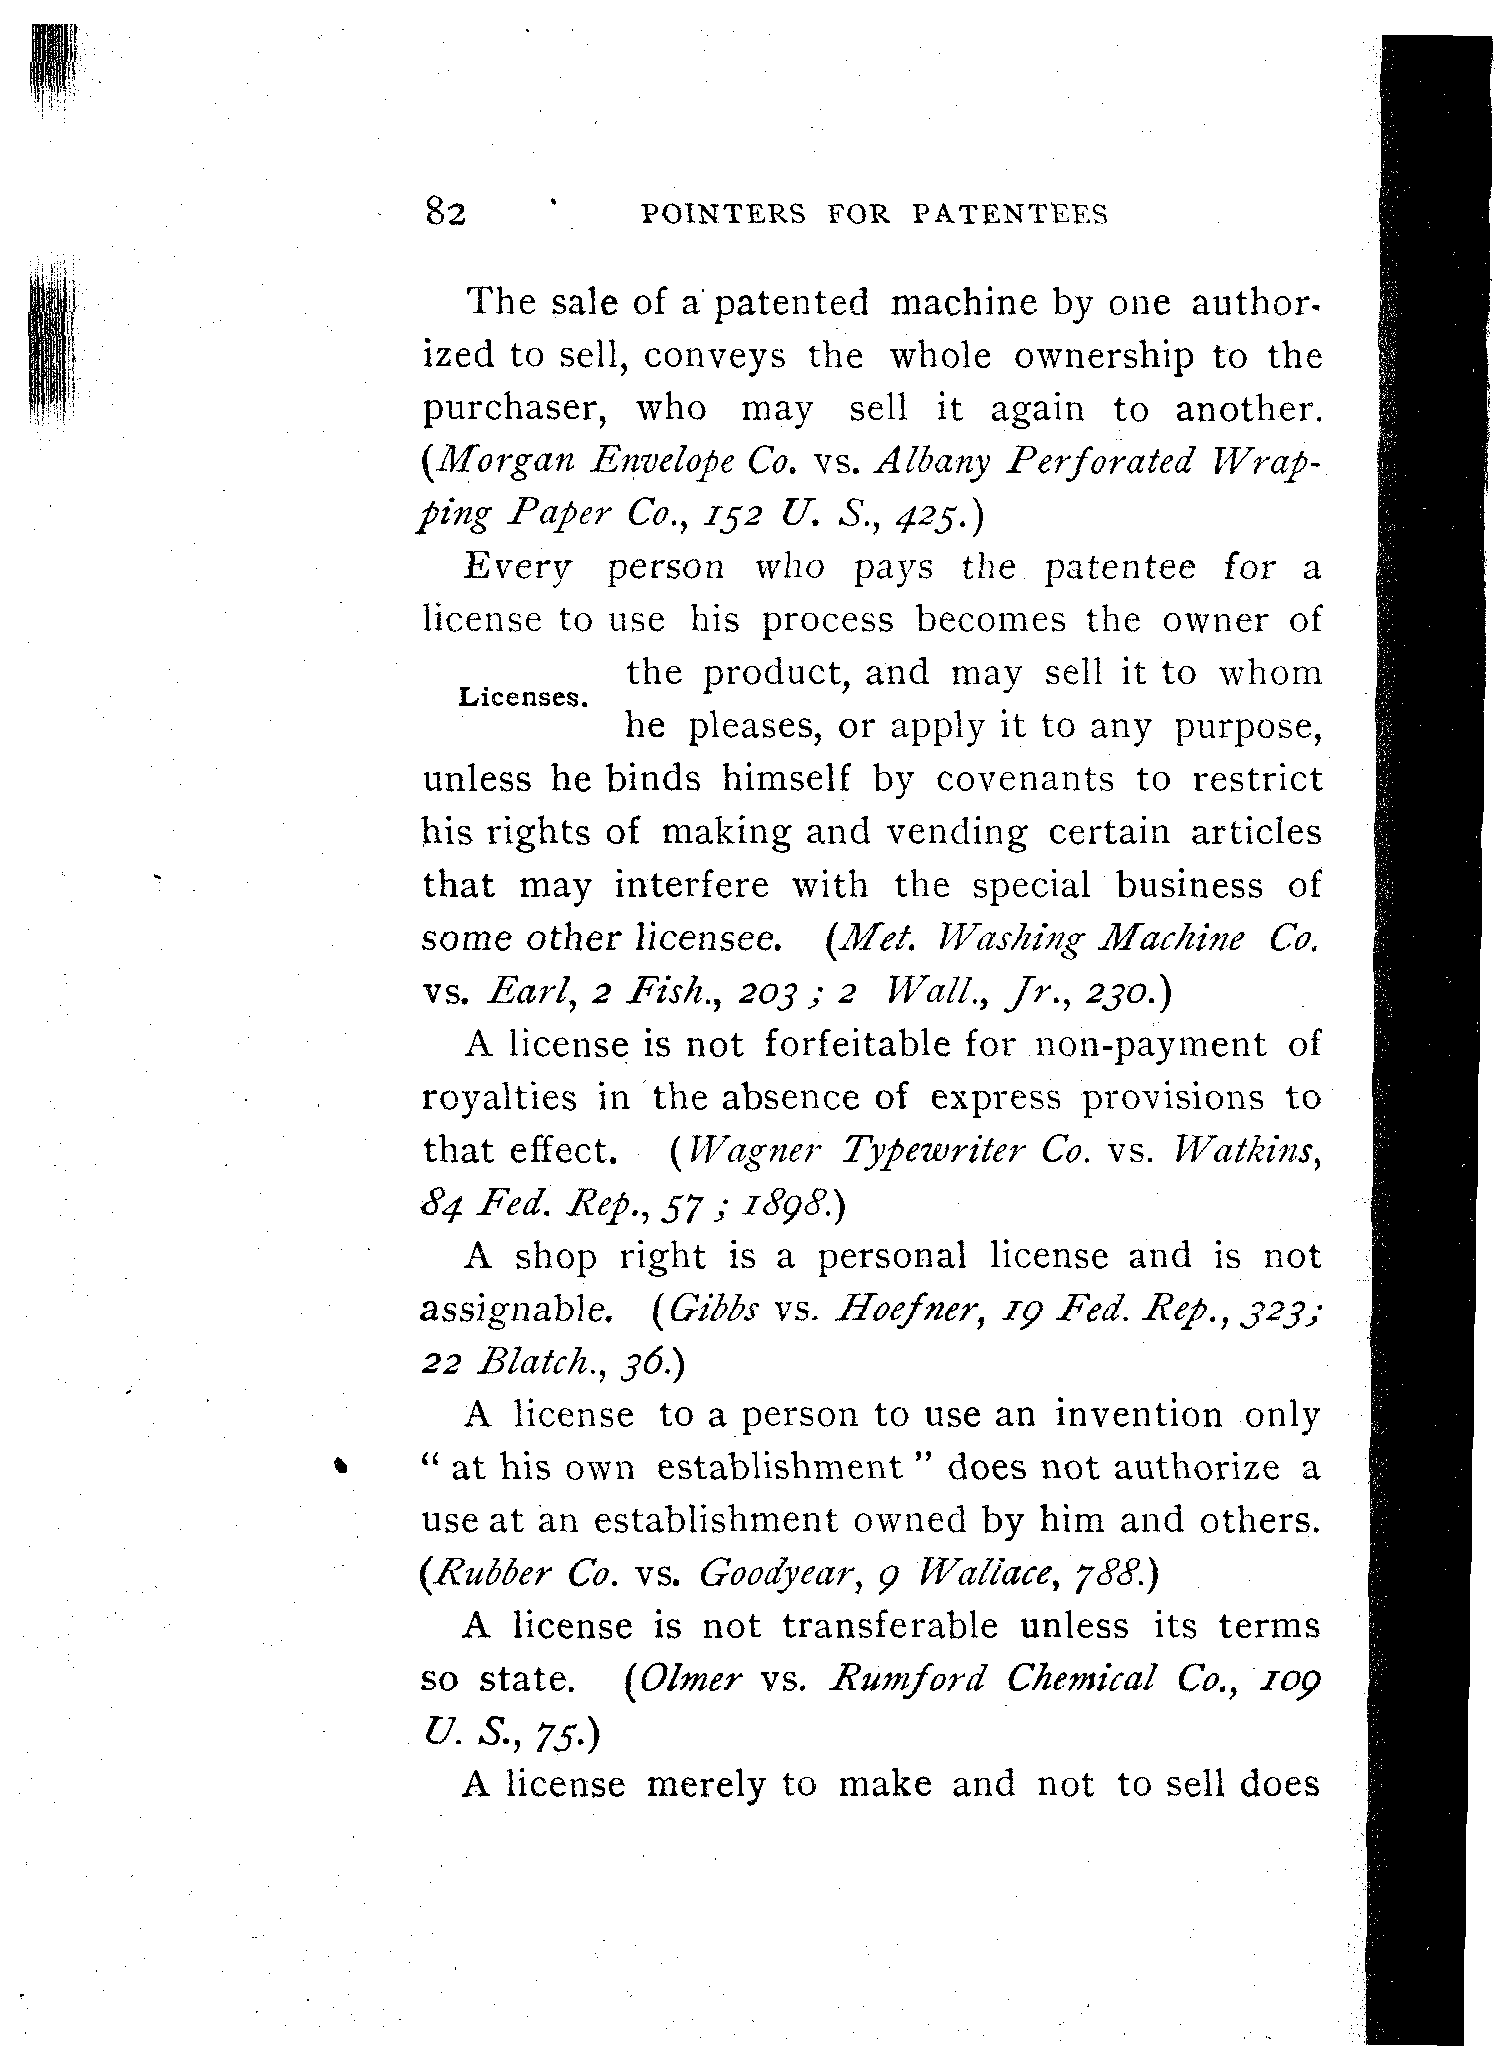 82 POINTERS FOR PATENTEES
The sale of a patented machine by one author-
ized to sell, conveys the whole ownership to the
purchaser, who may sell it again to another.
(Morgan Envelope Co. vs. Albany Perforated Wrap-
ping Paper Co., 152 U. S., 425.)
Every person who pays the patentee for a
license to use his process becomes the owner of
the product, and may sell it to whom
Licenses.
he pleases, or apply it to any purpose,
unless he binds himself by covenants to restrict
his rights of making and vending certain articles
that may interfere with the special business of
some other licensee. (Met. Washing Machine Co.
vs. Earl, 2 Fish., 203 ; 2 Wall., Jr., 230.)
A license is not forfeitable for non-payment of
royalties in the absence of express provisions to
that effect. (Wagner Typewriter Co. vs. Watkins,
84 Fed. Rep., 57 ; 1898.)
A shop right is a personal license and is not
assignable. (Gibbs vs. Hoefner, 19 Fed. Rep., 323;
22 Blatch., 36.)
A license to a person to use an invention only
“ at his own establishment ” does not authorize a
use at an establishment owned by him and others.
(Rubber Co. vs. Goodyear, 9 Wallace, 788.)
A license is not transferable unless its terms
so state. (Olmer vs. Rumford Chemical Co., 109
U. S., 75.)
A license merely to make and not to sell does